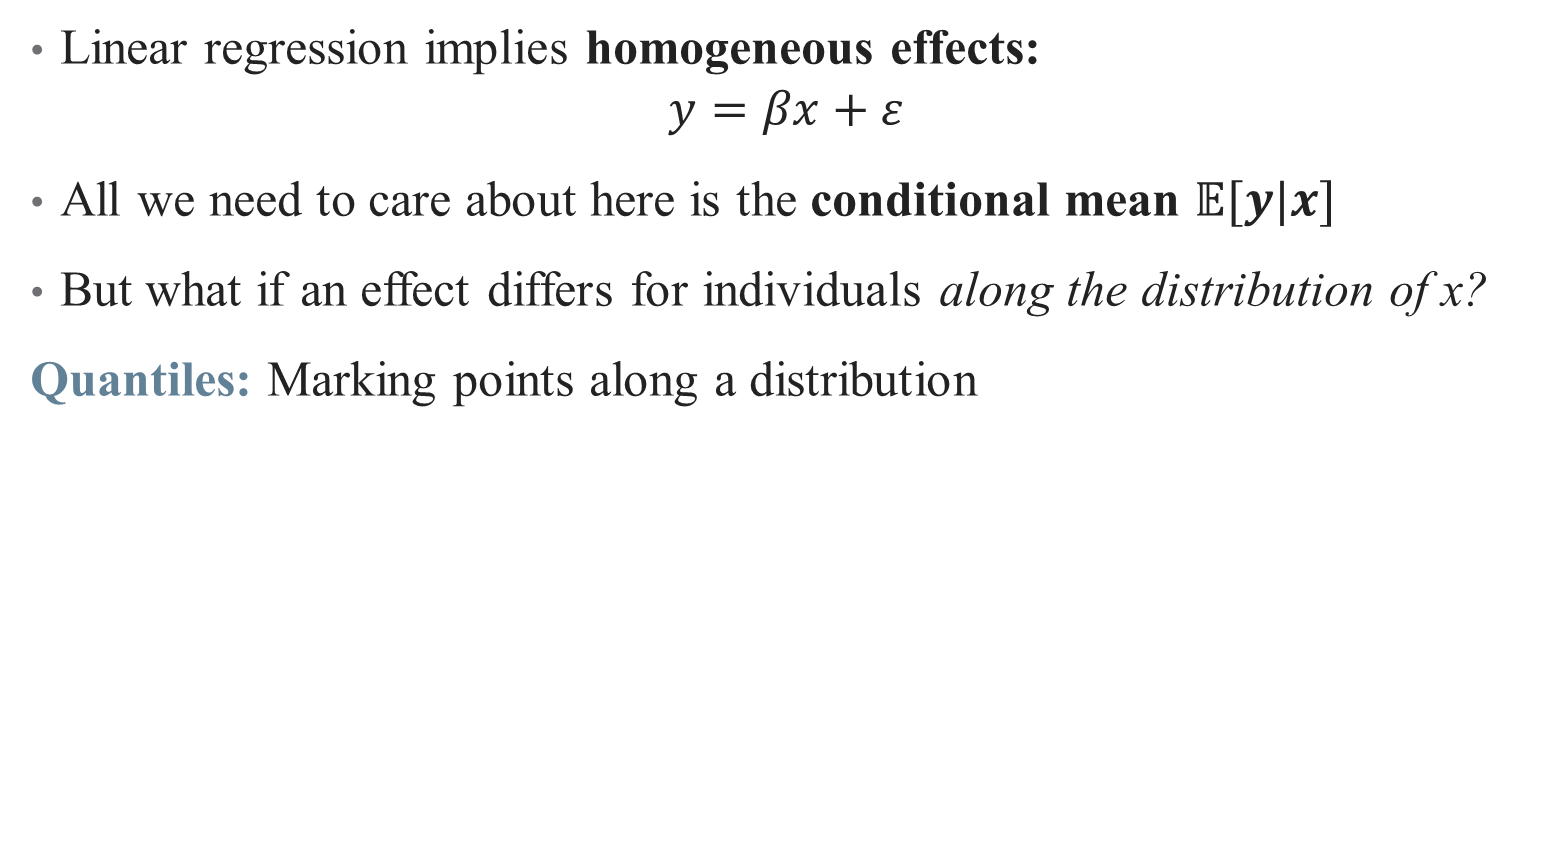 • Linear regression implies homogeneous effects:
𝑦 = 𝛽𝑥 + 𝜀
• All we need to care about here is the conditional mean 𝔼[𝒚|𝒙]
• But what if an effect differs for individuals along the distribution of x?
Quantiles: Marking points along a distribution